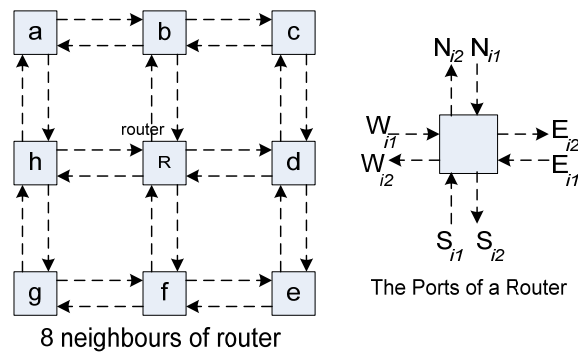 a b c
router
h R d
g f e
8 neighbours of router
N_i2 N_i1
W_i1 E_i2
W_i2 E_i1
S_i1 S_i2
The Ports of a Router